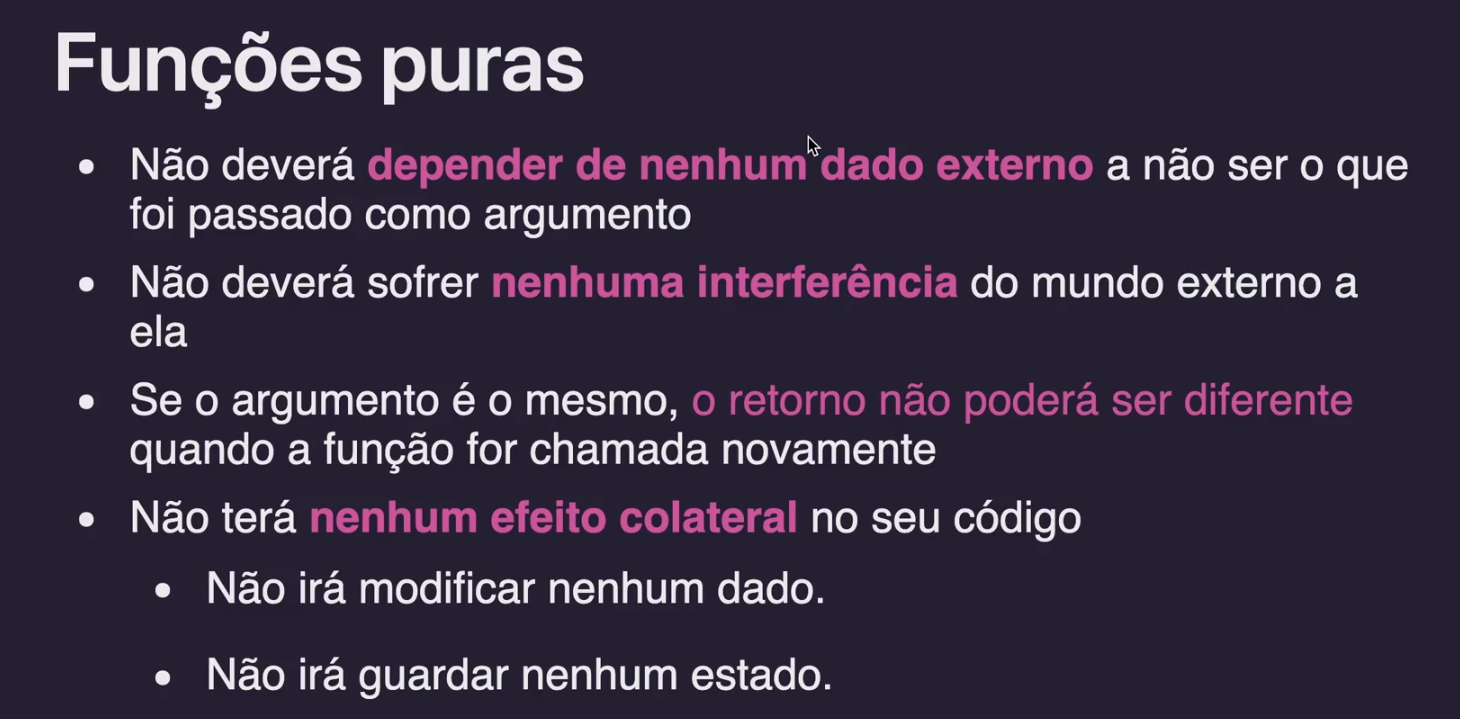 Funções puras
• Não deverá depender de nenhum dado externo a não ser o que
foi passado como argumento
• Não deverá sofrer nenhuma interferência do mundo externo a
ela
• Se o argumento é o mesmo, o retorno não poderá ser diferente
quando a função for chamada novamente
• Não terá nenhum efeito colateral no seu código
• Não irá modificar nenhum dado.
• Não irá guardar nenhum estado.